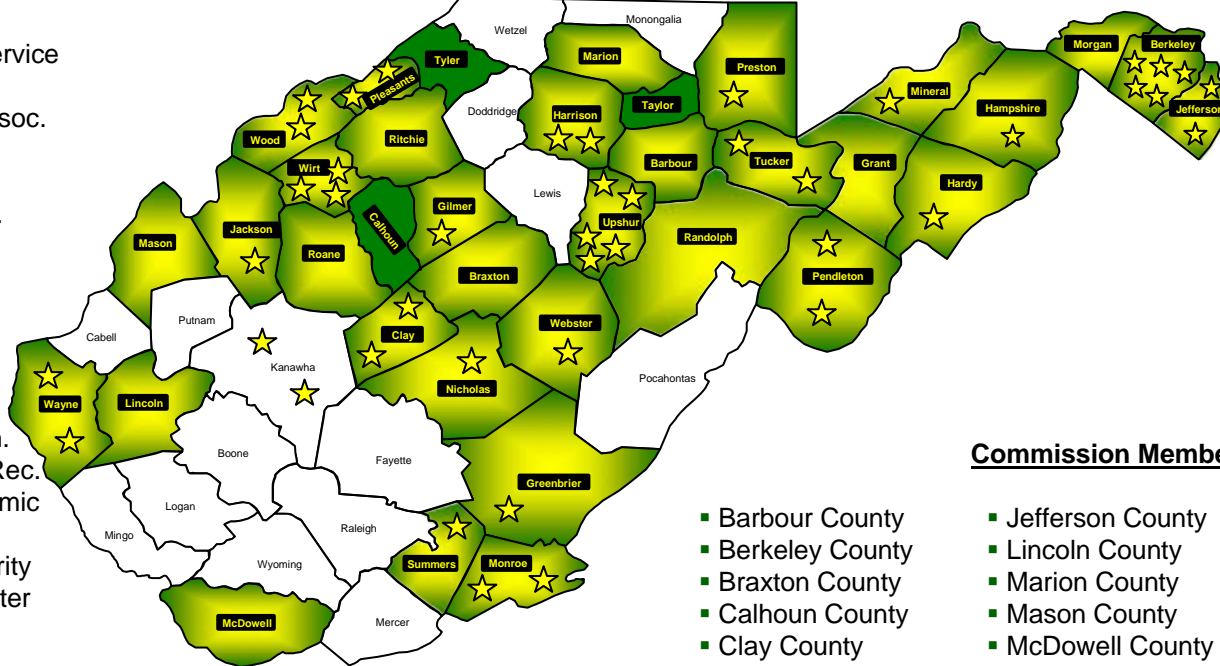 ervice
soc.
.
Rec.
mic
rity
ter
Wetzel
Monongalia
Tyler
Marion
Preston
Pleasants
Doddridge
Harrison
Taylor
Wood
Ritchie
Barbour
Tucker
Wirt
Lewis
Gilmer
Upshur
Calhoun
Jackson
Roane
Mason
Braxton
Randolph
Grant
Mineral
Hampshire
Morgan
Berkeley
Jefferson
Hardy
Pendleton
Putnam
Cabell
Kanawha
Clay
Webster
Nicholas
Pocahontas
Wayne
Lincoln
Boone
Fayette
Greenbrier
Logan
Mingo
Raleigh
Wyoming
Summers
Monroe
McDowell
Mercer
Commission Membe
▪ Barbour County
▪ Berkeley County
▪ Braxton County
▪ Calhoun County
▪ Clay County
▪ Jefferson County
▪ Lincoln County
▪ Marion County
▪ Mason County
▪ McDowell County